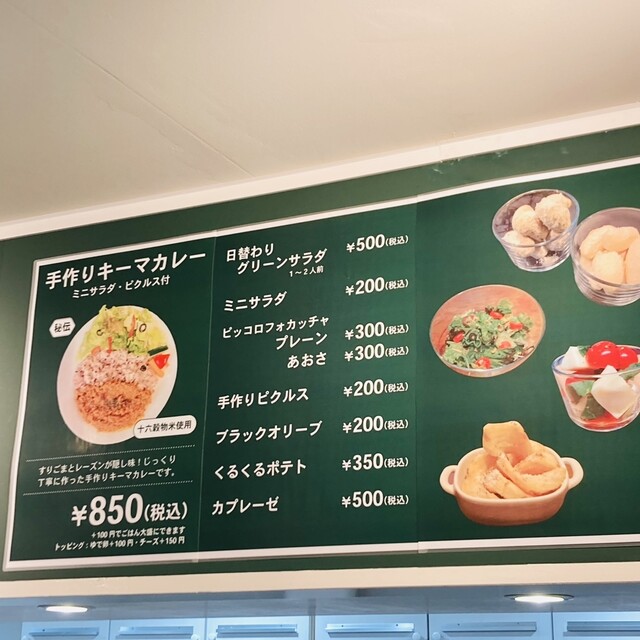 手作りキーマカレー
ミニサラダ・ピクルス付
秘伝
十六穀物米使用
すりごまとレーズンが隠し味！じっくり
丁寧に作った手作りキーマカレーです。
¥850(税込)
+100円でごはん大盛にできます
トッピング：ゆで卵+100円・チーズ+150円
日替わり
グリーンサラダ ¥500(税込)
1〜2人前
ミニサラダ ¥200(税込)
ピッコロフォカッチャ
プレーン ¥300(税込)
あおさ ¥300(税込)
手作りピクルス ¥200(税込)
ブラックオリーブ ¥200(税込)
くるくるポテト ¥350(税込)
カプレーゼ ¥500(税込)